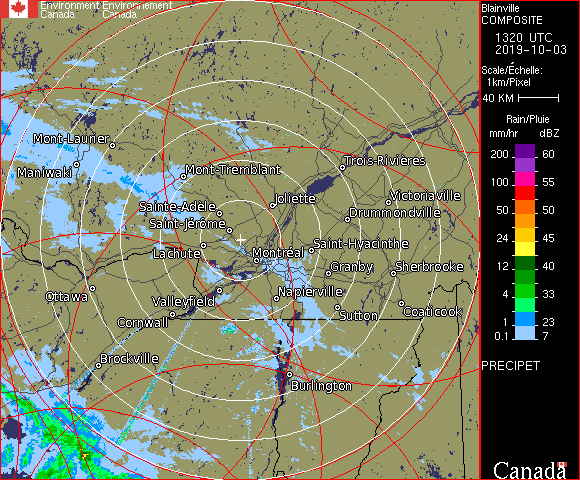 Environment Environnement
Canada Canada
Blainville
COMPOSITE
1320 UTC
2019-10-03
Scale/Échelle:
1km/Pixel
40 KM
Rain/Pluie
mm/hr dBZ
200 60
100 55
50 50
24 45
12 40
4 33
1 23
0.1 7
PRECIPET
Canada
Mont-Laurier
Maniwaki
Mont-Tremblant
Trois-Rivières
Joliette
Victoriaville
Sainte-Adele
Drummondville
Saint-Jérôme
Saint-Hyacinthe
Lachute
Montréal
Granby
Sherbrooke
Ottawa
Valleyfield
Napierville
Cornwall
Sutton
Coaticook
Brockville
Burlington